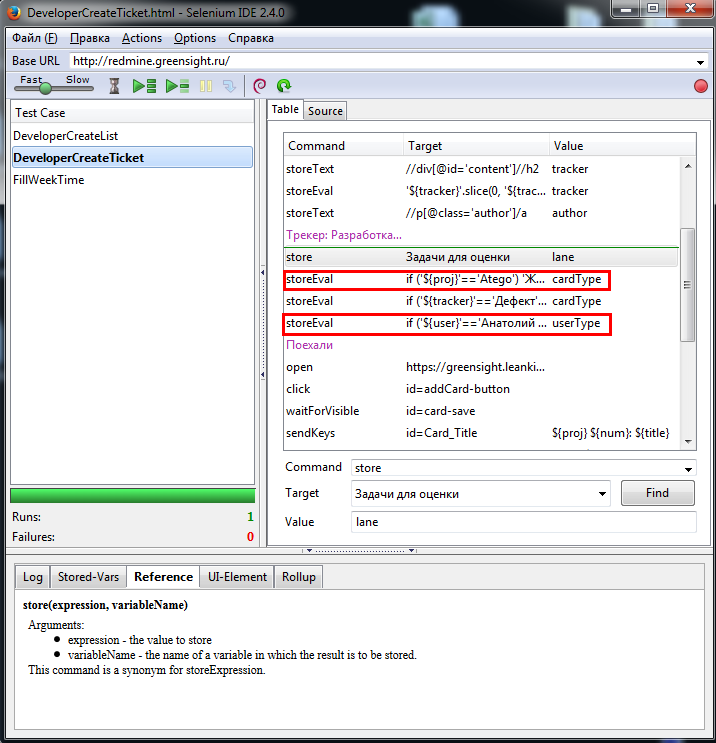 DeveloperCreateTicket.html - Selenium IDE 2.4.0
Файл (F) Правка Actions Options Справка
Base URL http://redmine.greensight.ru/
Fast Slow
Test Case
DeveloperCreateList
DeveloperCreateTicket
FillWeekTime
Runs: 1
Failures: 0
Table Source
Command Target Value
storeText //div[@id='content']//h2 tracker
storeEval '${tracker}'.slice(0, '${trac... tracker
storeText //p[@class='author']/a author
Трекер: Разработка...
store Задачи для оценки lane
storeEval if ('${proj}'=='Atego') 'Ж... cardType
storeEval if ('${tracker}'=='Дефект'... cardType
storeEval if ('${user}'=='Анатолий ... userType
Поехали
open https://greensight.leanki...
click id=addCard-button
waitForVisible id=card-save
sendKeys id=Card_Title ${proj} ${num}: ${title}
Command store
Target Задачи для оценки Find
Value lane
Log Stored-Vars Reference UI-Element Rollup
store(expression, variableName)
Arguments:
expression - the value to store
variableName - the name of a variable in which the result is to be stored.
This command is a synonym for storeExpression.